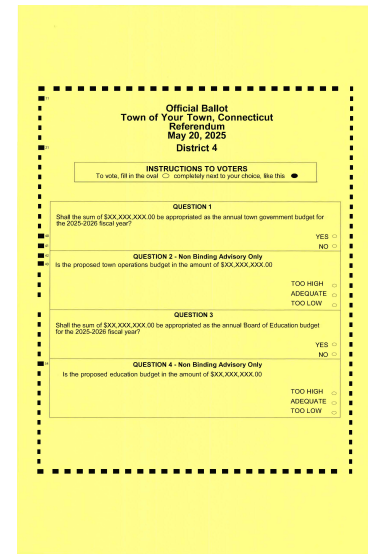 Official Ballot
Town of Your Town, Connecticut
Referendum
May 20, 2025
District 4
INSTRUCTIONS TO VOTERS
To vote, fill in the oval completely next to your choice, like this
QUESTION 1
Shall the sum of $XX,XXX,XXX.00 be appropriated as the annual town government budget for
the 2025-2026 fiscal year?
YES
NO
QUESTION 2 - Non Binding Advisory Only
Is the proposed town operations budget in the amount of $XX,XXX,XXX.00
TOO HIGH
ADEQUATE
TOO LOW
QUESTION 3
Shall the sum of $XX,XXX,XXX.00 be appropriated as the annual Board of Education budget
for the 2025-2026 fiscal year?
YES
NO
QUESTION 4 - Non Binding Advisory Only
Is the proposed education budget in the amount of $XX,XXX,XXX.00
TOO HIGH
ADEQUATE
TOO LOW